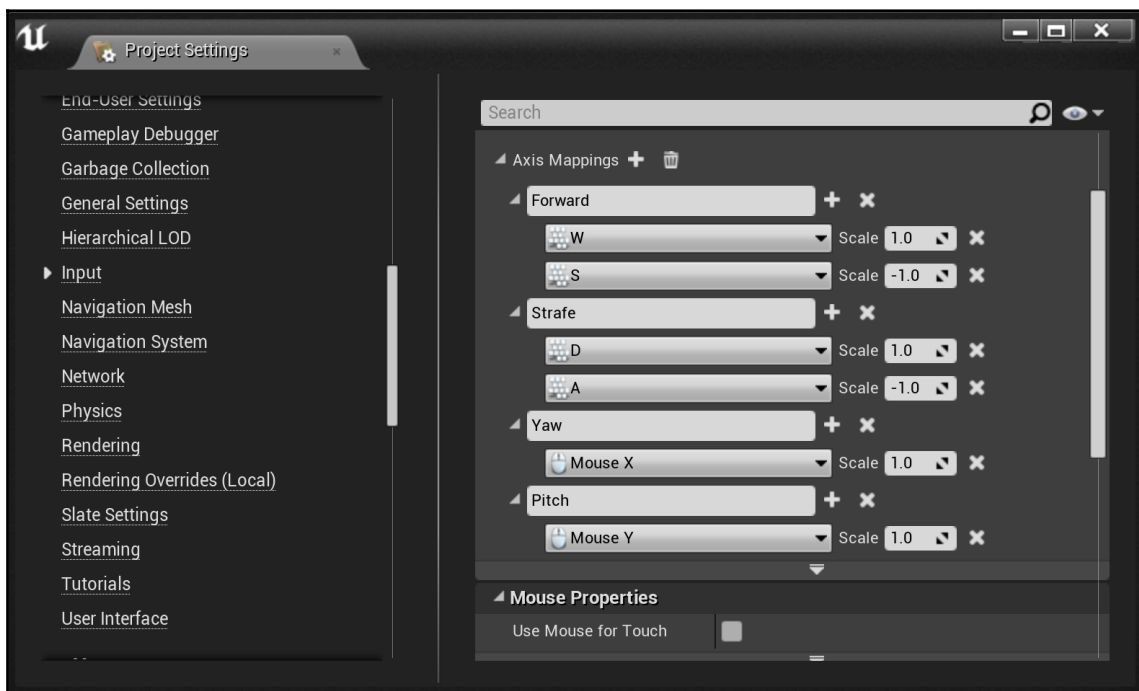 Project Settings
End-User Settings
Gameplay Debugger
Garbage Collection
General Settings
Hierarchical LOD
Input
Navigation Mesh
Navigation System
Network
Physics
Rendering
Rendering Overrides (Local)
Slate Settings
Streaming
Tutorials
User Interface
Search
Axis Mappings
Forward
W Scale 1.0
S Scale -1.0
Strafe
D Scale 1.0
A Scale -1.0
Yaw
Mouse X Scale 1.0
Pitch
Mouse Y Scale 1.0
Mouse Properties
Use Mouse for Touch